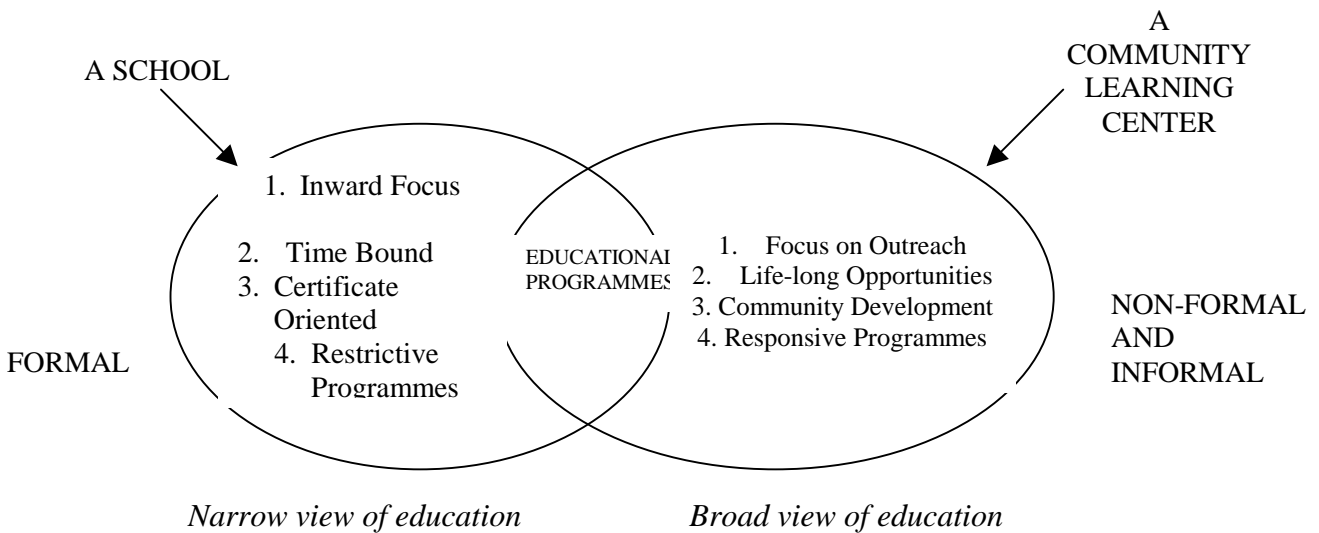 A SCHOOL
A
COMMUNITY
LEARNING
CENTER
1. Inward Focus
2. Time Bound
3. Certificate
Oriented
4. Restrictive
Programmes
EDUCATIONAL
PROGRAMMES
1. Focus on Outreach
2. Life-long Opportunities
3. Community Development
4. Responsive Programmes
FORMAL
NON-FORMAL
AND
INFORMAL
Narrow view of education
Broad view of education